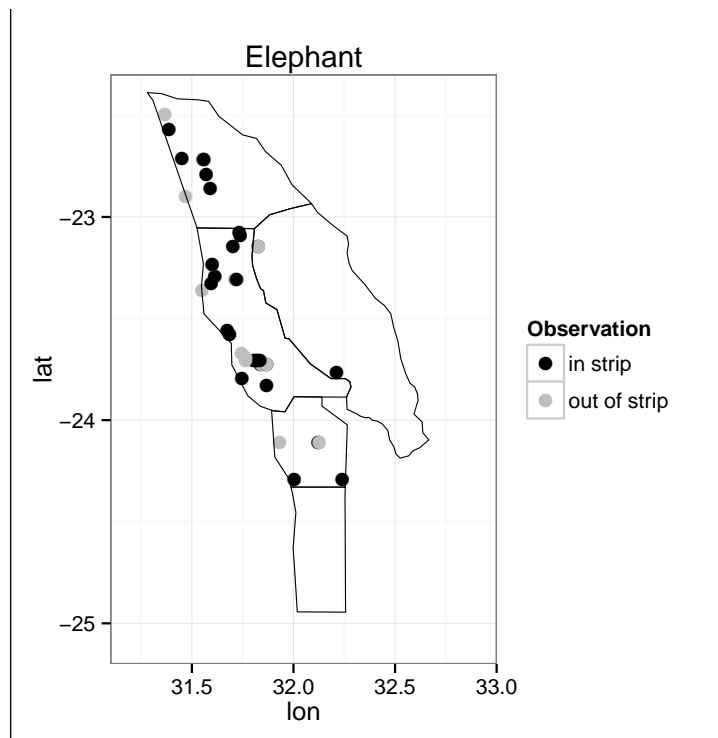 Elephant
−23
−24
−25
lat
31.5 32.0 32.5 33.0
lon
Observation
in strip
out of strip